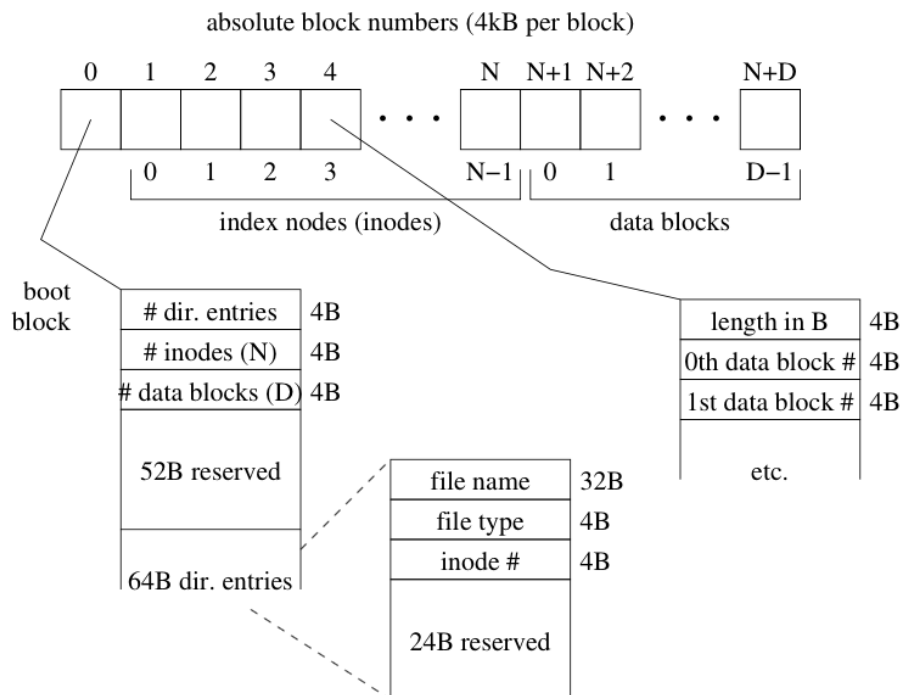 absolute block numbers (4kB per block)
0 1 2 3 4 N N+1 N+2 N+D
0 1 2 3 N−1 0 1 D−1
index nodes (inodes) data blocks
boot
block
# dir. entries 4B
# inodes (N) 4B
# data blocks (D) 4B
52B reserved
64B dir. entries
file name 32B
file type 4B
inode # 4B
24B reserved
length in B 4B
0th data block # 4B
1st data block # 4B
etc.